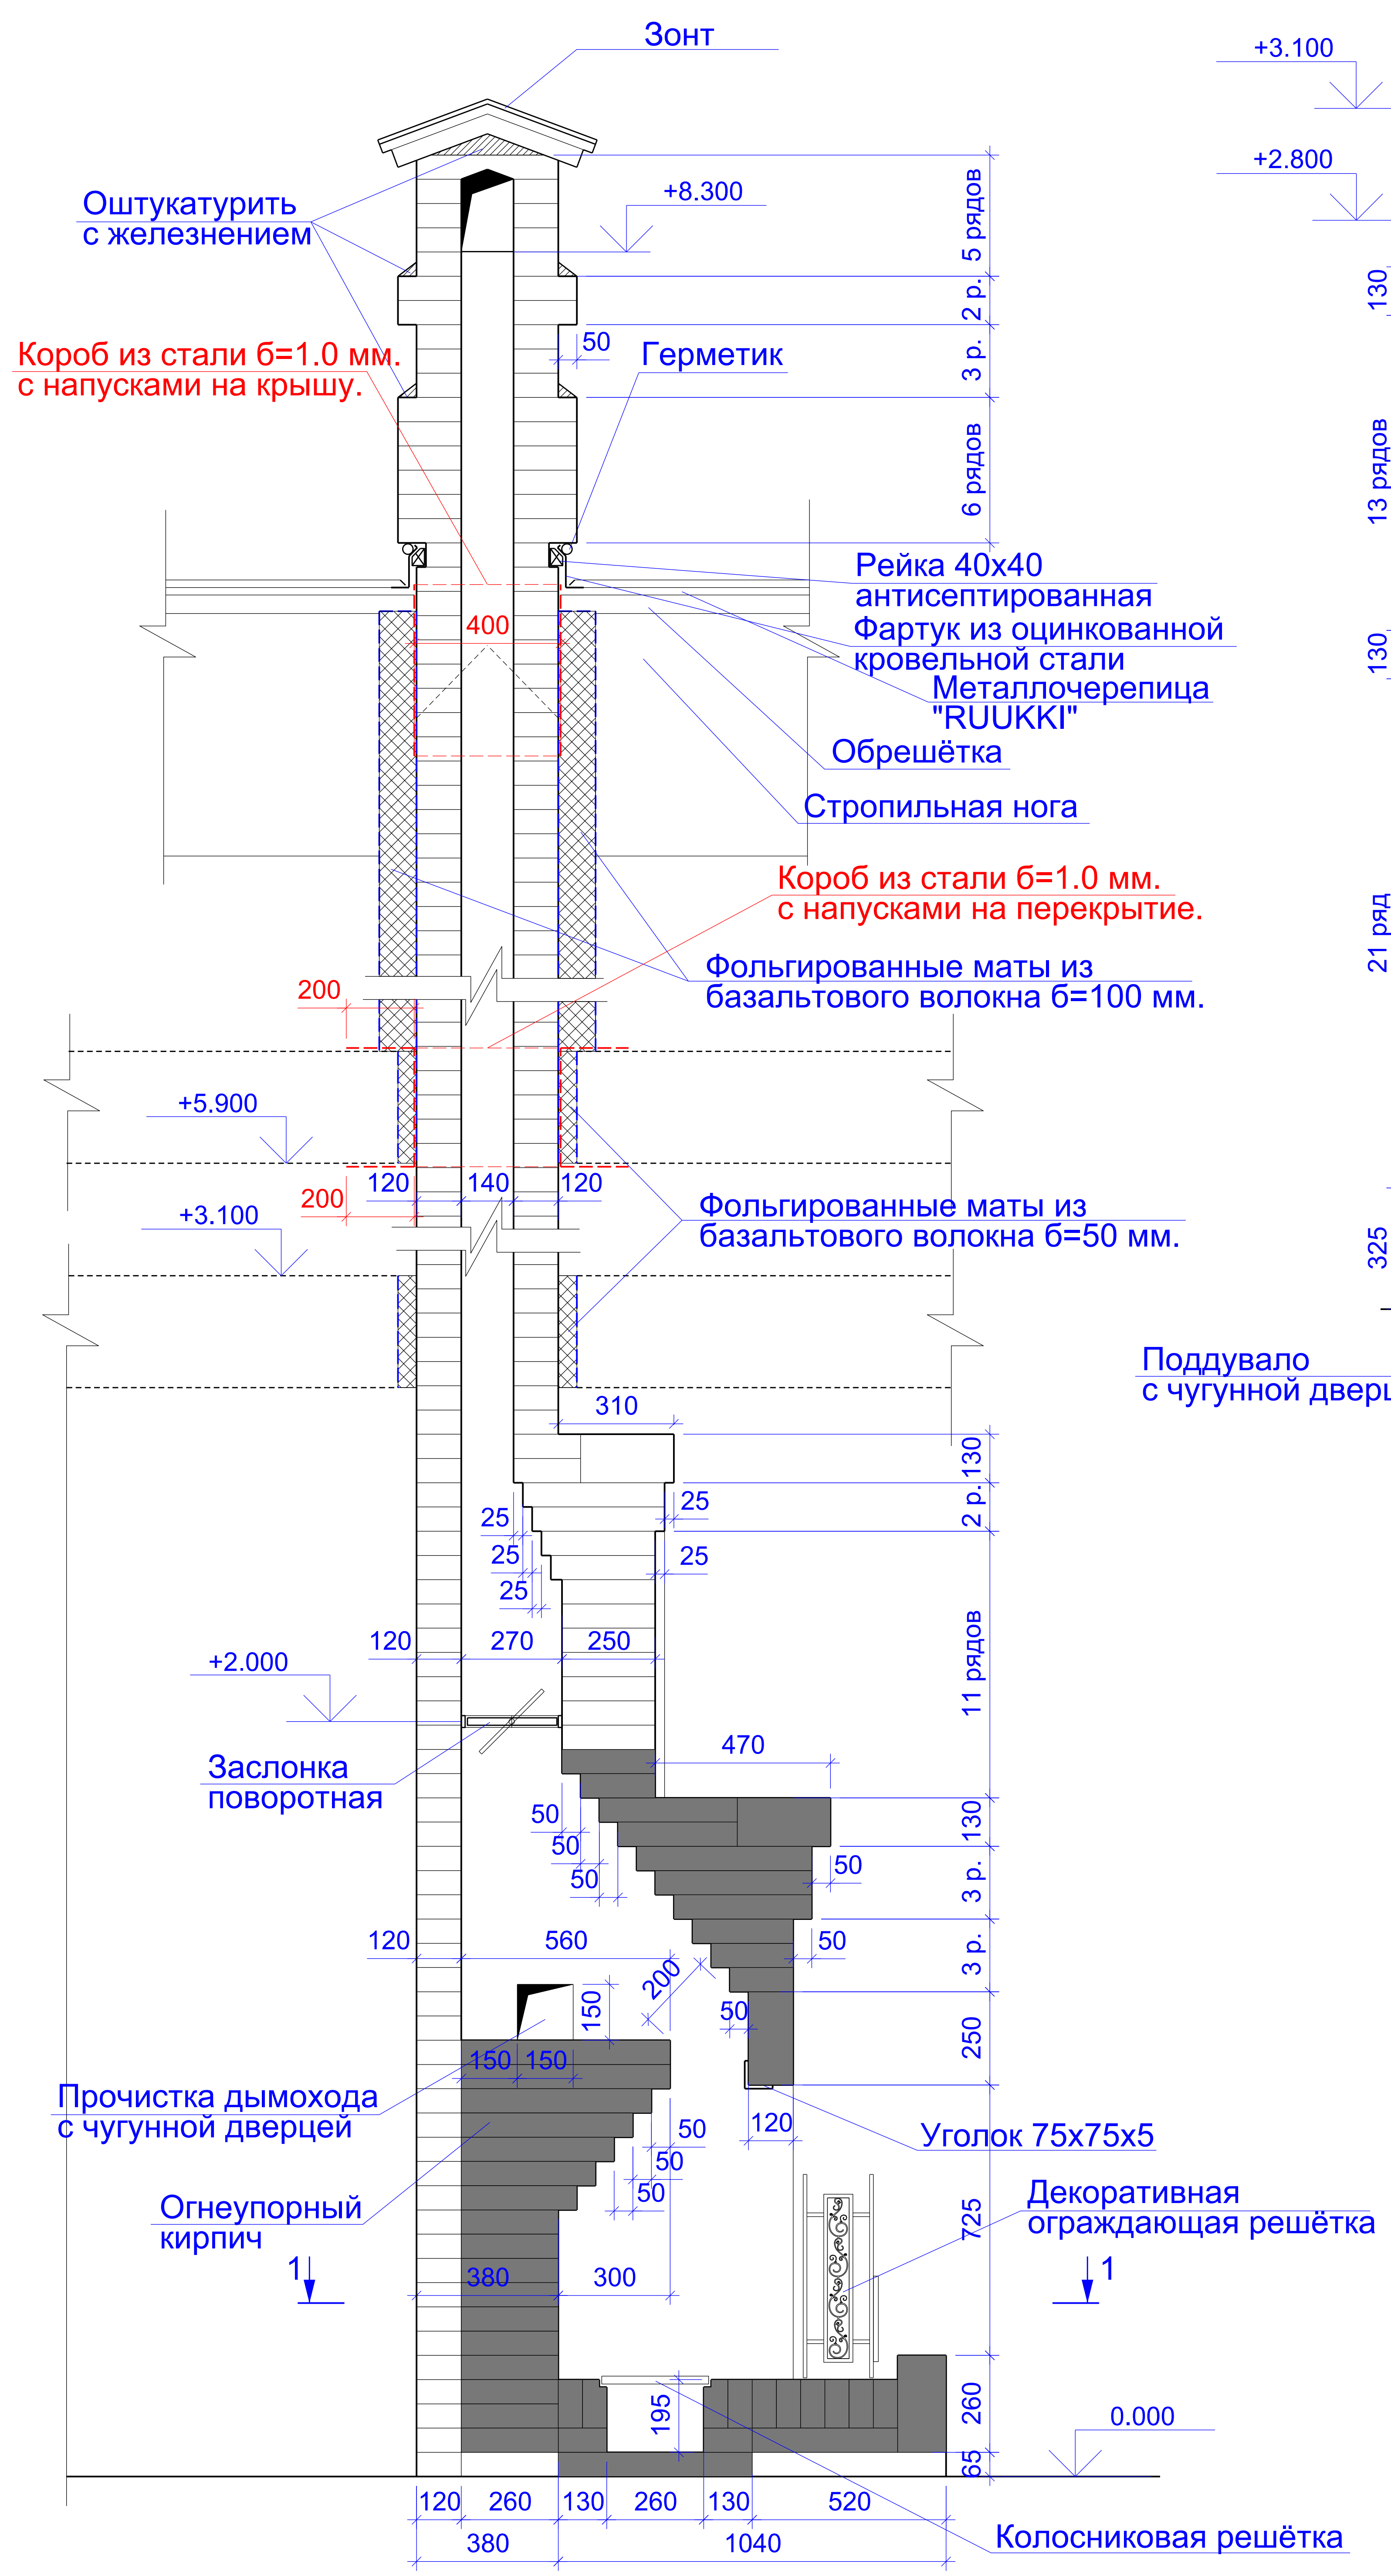 Зонт
+3.100
+2.800
+8.300
Оштукатурить
с железнением
5 рядов
2 р.
3 р.
6 рядов
130
50
Короб из стали б=1.0 мм.
с напусками на крышу.
Герметик
13 рядов
Рейка 40х40
антисептированная
Фартук из оцинкованной
кровельной стали
Металлочерепица
"RUUKKI"
130
400
Обрешётка
Стропильная нога
Короб из стали б=1.0 мм.
с напусками на перекрытие.
21 ряд
Фольгированные маты из
базальтового волокна б=100 мм.
200
+5.900
120 140 120
200
+3.100
Фольгированные маты из
базальтового волокна б=50 мм.
325
Поддувало
с чугунной дверц
310
130
2 р.
25
25
25
25
25
11 рядов
120 270 250
+2.000
Заслонка
поворотная
470
130
50
50
50
50
3 р.
120 560
50
3 р.
200
150
50
250
150 150
Прочистка дымохода
с чугунной дверцей
120
Уголок 75х75х5
50
50
50
Огнеупорный
кирпич
Декоративная
ограждающая решётка
725
1
1
380 300
195
260
65
0.000
120 260 130 260 130 520
380 1040
Колосниковая решётка